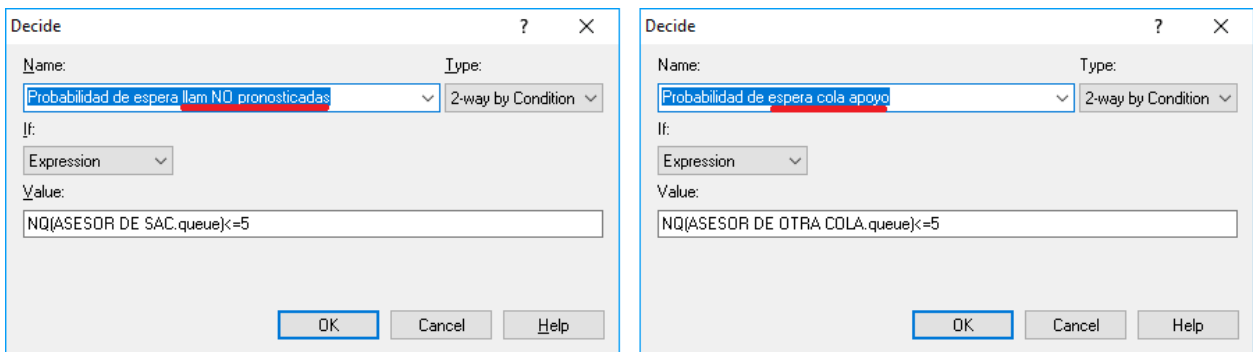 Decide ? ×
Name: Type:
Probabilidad de espera llam NO pronosticadas 2-way by Condition
If:
Expression
Value:
NQ(ASESOR DE SAC.queue)<=5
OK Cancel Help
Decide ? ×
Name: Type:
Probabilidad de espera cola apoyo 2-way by Condition
If:
Expression
Value:
NQ(ASESOR DE OTRA COLA.queue)<=5
OK Cancel Help